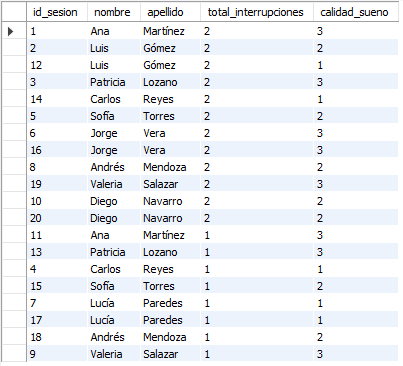 id_sesion nombre apellido total_interrupciones calidad_sueno
1 Ana Martínez 2 3
2 Luis Gómez 2 2
12 Luis Gómez 2 1
3 Patricia Lozano 2 3
14 Carlos Reyes 2 1
5 Sofía Torres 2 2
6 Jorge Vera 2 3
16 Jorge Vera 2 3
8 Andrés Mendoza 2 2
19 Valeria Salazar 2 3
10 Diego Navarro 2 2
20 Diego Navarro 2 2
11 Ana Martínez 1 3
13 Patricia Lozano 1 3
4 Carlos Reyes 1 1
15 Sofía Torres 1 2
7 Lucía Paredes 1 1
17 Lucía Paredes 1 1
18 Andrés Mendoza 1 2
9 Valeria Salazar 1 3